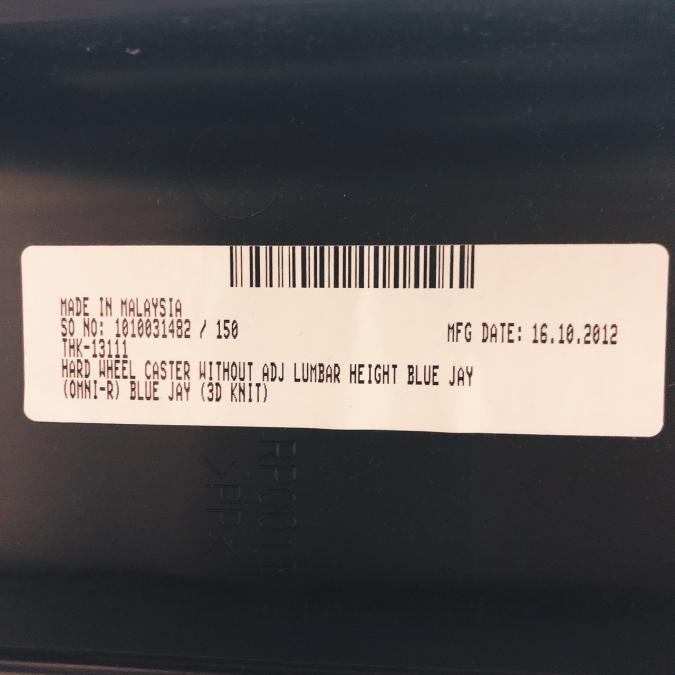 MADE IN MALAYSIA
SO NO: 1010031482 / 150
MFG DATE: 16.10.2012
THK-13111
HARD WHEEL CASTER WITHOUT ADJ LUMBAR HEIGHT BLUE JAY
(OMNI-R) BLUE JAY (3D KNIT)
>PP<